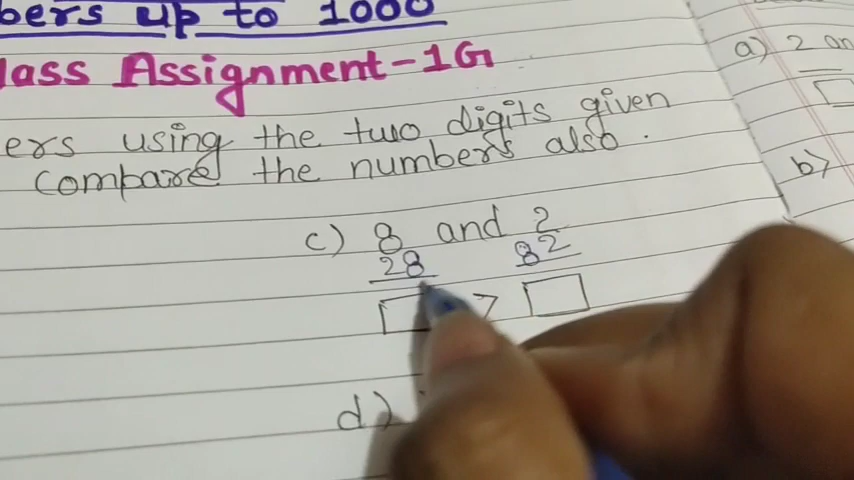 bers up to 1000
lass Assignment-1G
ers using the two digits given
compare the numbers also.
c) 8 and 2
28 82
>
d)
a) 2 an
b)